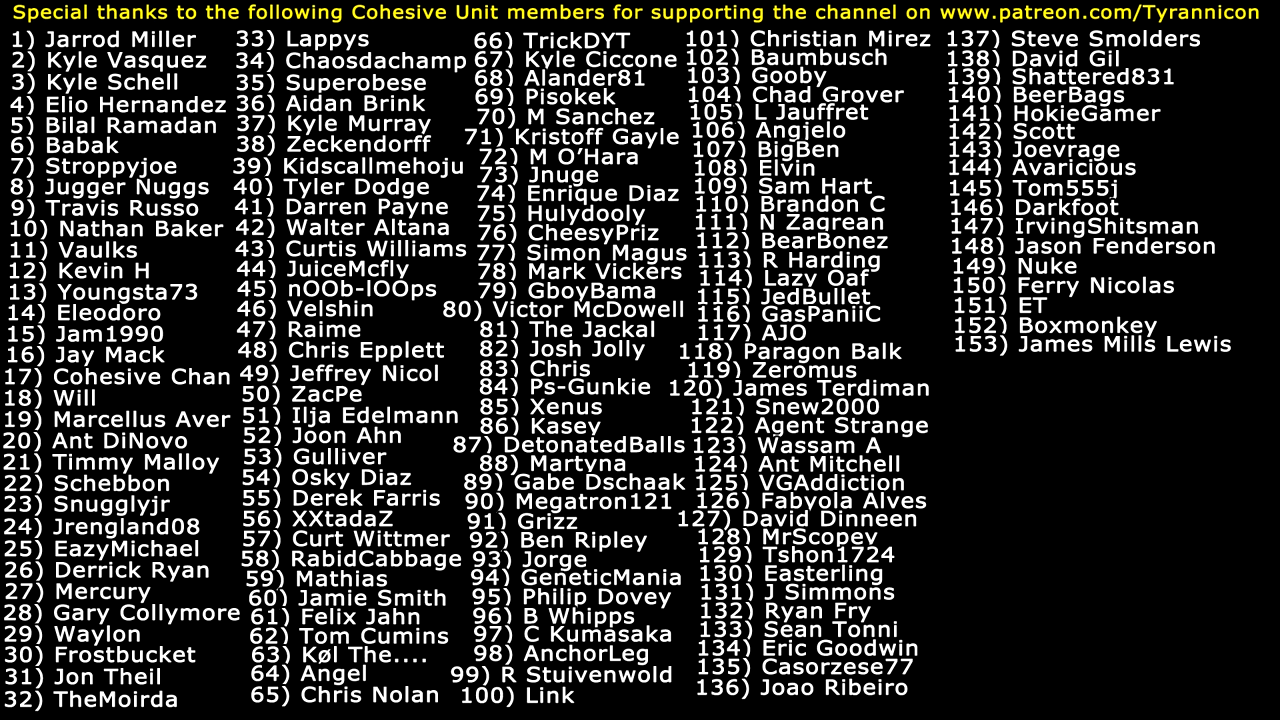 Special thanks to the following Cohesive Unit members for supporting the channel on www.patreon.com/Tyrannicon
1) Jarrod Miller
2) Kyle Vasquez
3) Kyle Schell
4) Elio Hernandez
5) Bilal Ramadan
6) Babak
7) Stroppyjoe
8) Jugger Nuggs
9) Travis Russo
10) Nathan Baker
11) Vaulks
12) Kevin H
13) Youngsta73
14) Eleodoro
15) Jam1990
16) Jay Mack
17) Cohesive Chan
18) Will
19) Marcellus Aver
20) Ant DiNovo
21) Timmy Malloy
22) Schebbon
23) Snugglyjr
24) Jrengland08
25) EazyMichael
26) Derrick Ryan
27) Mercury
28) Gary Collymore
29) Waylon
30) Frostbucket
31) Jon Theil
32) TheMoirda
33) Lappys
34) Chaosdachamp
35) Superobese
36) Aidan Brink
37) Kyle Murray
38) Zeckendorff
39) Kidscallmehoju
40) Tyler Dodge
41) Darren Payne
42) Walter Altana
43) Curtis Williams
44) JuiceMcfly
45) nOOb-lOOps
46) Velshin
47) Raime
48) Chris Epplett
49) Jeffrey Nicol
50) ZacPe
51) Ilja Edelmann
52) Joon Ahn
53) Gulliver
54) Osky Diaz
55) Derek Farris
56) XXtadaZ
57) Curt Wittmer
58) RabidCabbage
59) Mathias
60) Jamie Smith
61) Felix Jahn
62) Tom Cumins
63) Køl The....
64) Angel
65) Chris Nolan
66) TrickDYT
67) Kyle Ciccone
68) Alander81
69) Pisokek
70) M Sanchez
71) Kristoff Gayle
72) M O'Hara
73) Jnuge
74) Enrique Diaz
75) Hulydooly
76) CheesyPriz
77) Simon Magus
78) Mark Vickers
79) GboyBama
80) Victor McDowell
81) The Jackal
82) Josh Jolly
83) Chris
84) Ps-Gunkie
85) Xenus
86) Kasey
87) DetonatedBalls
88) Martyna
89) Gabe Dschaak
90) Megatron121
91) Grizz
92) Ben Ripley
93) Jorge
94) GeneticMania
95) Philip Dovey
96) B Whipps
97) C Kumasaka
98) AnchorLeg
99) R Stuivenwold
100) Link
101) Christian Mirez
102) Baumbusch
103) Gooby
104) Chad Grover
105) L Jauffret
106) Angjelo
107) BigBen
108) Elvin
109) Sam Hart
110) Brandon C
111) N Zagrean
112) BearBonez
113) R Harding
114) Lazy Oaf
115) JedBullet
116) GasPaniiC
117) AJO
118) Paragon Balk
119) Zeromus
120) James Terdiman
121) Snew2000
122) Agent Strange
123) Wassam A
124) Ant Mitchell
125) VGAddiction
126) Fabyola Alves
127) David Dinneen
128) MrScopey
129) Tshon1724
130) Easterling
131) J Simmons
132) Ryan Fry
133) Sean Tonni
134) Eric Goodwin
135) Casorzese77
136) Joao Ribeiro
137) Steve Smolders
138) David Gil
139) Shattered831
140) BeerBags
141) HokieGamer
142) Scott
143) Joevrage
144) Avaricious
145) Tom555j
146) Darkfoot
147) IrvingShitsman
148) Jason Fenderson
149) Nuke
150) Ferry Nicolas
151) ET
152) Boxmonkey
153) James Mills Lewis